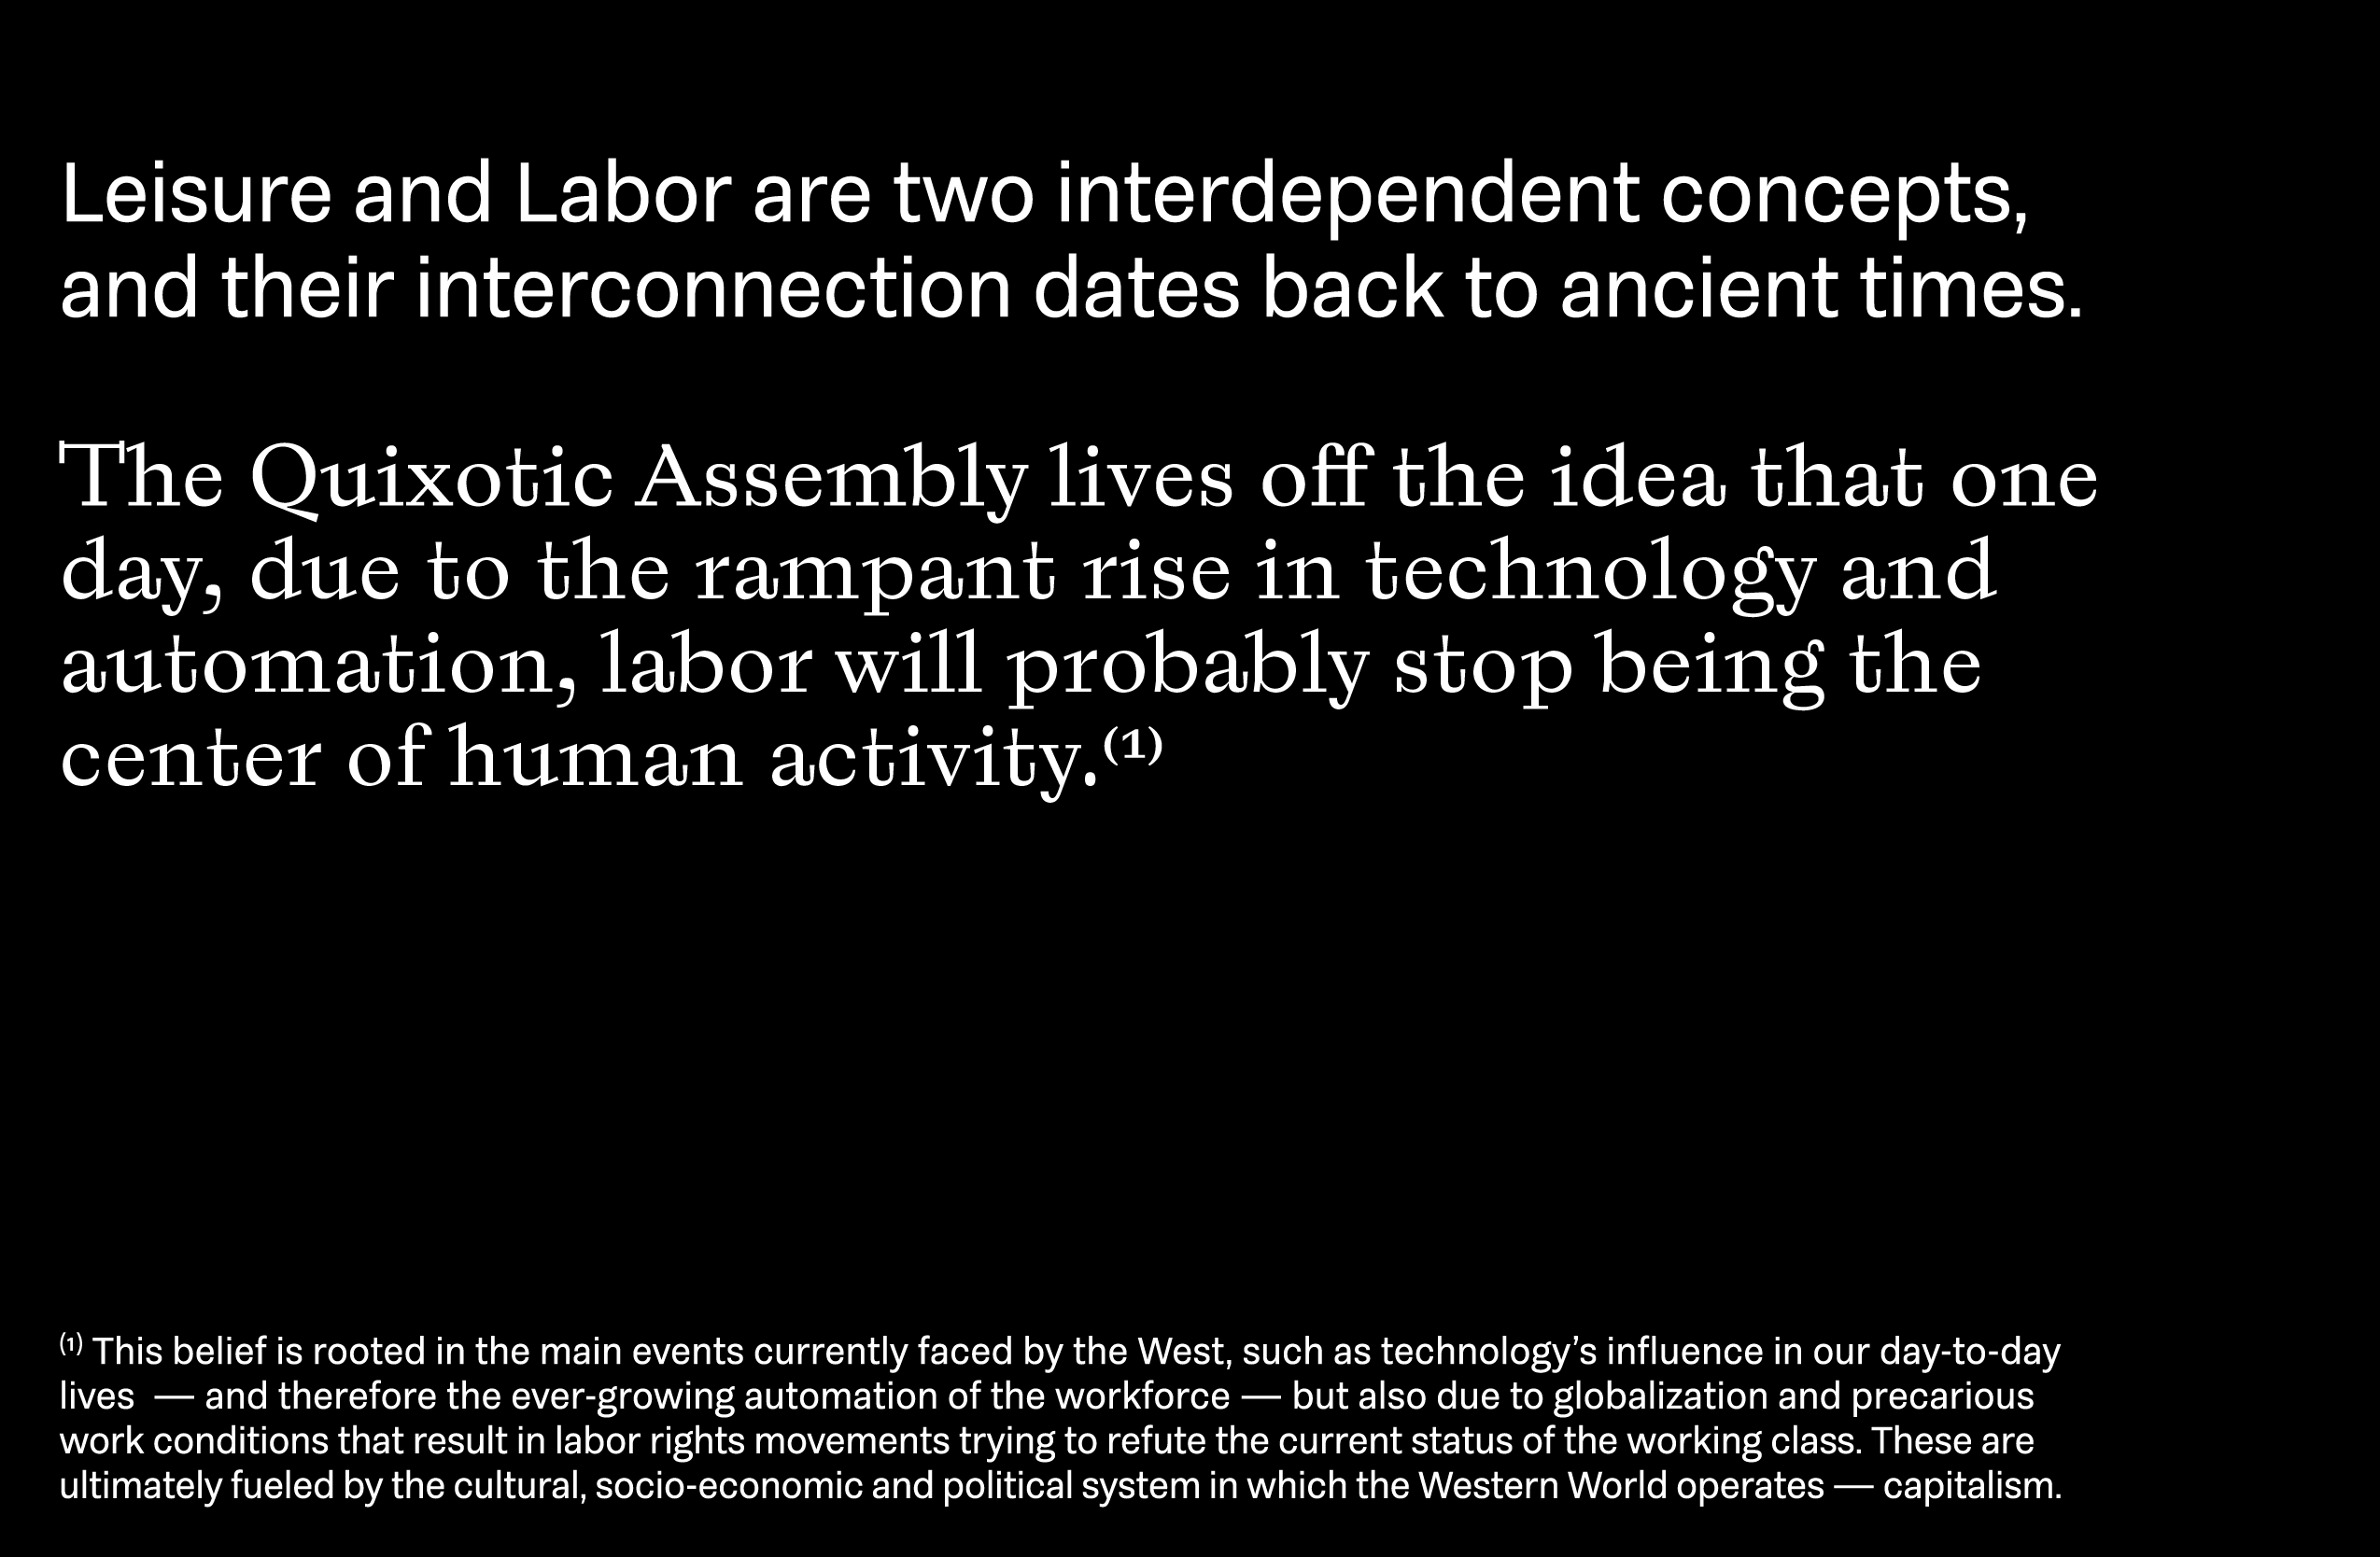 Leisure and Labor are two interdependent concepts,
and their interconnection dates back to ancient times.
The Quixotic Assembly lives off the idea that one
day, due to the rampant rise in technology and
automation, labor will probably stop being the
center of human activity.⁽¹⁾
⁽¹⁾ This belief is rooted in the main events currently faced by the West, such as technology’s influence in our day-to-day
lives — and therefore the ever-growing automation of the workforce — but also due to globalization and precarious
work conditions that result in labor rights movements trying to refute the current status of the working class. These are
ultimately fueled by the cultural, socio-economic and political system in which the Western World operates — capitalism.